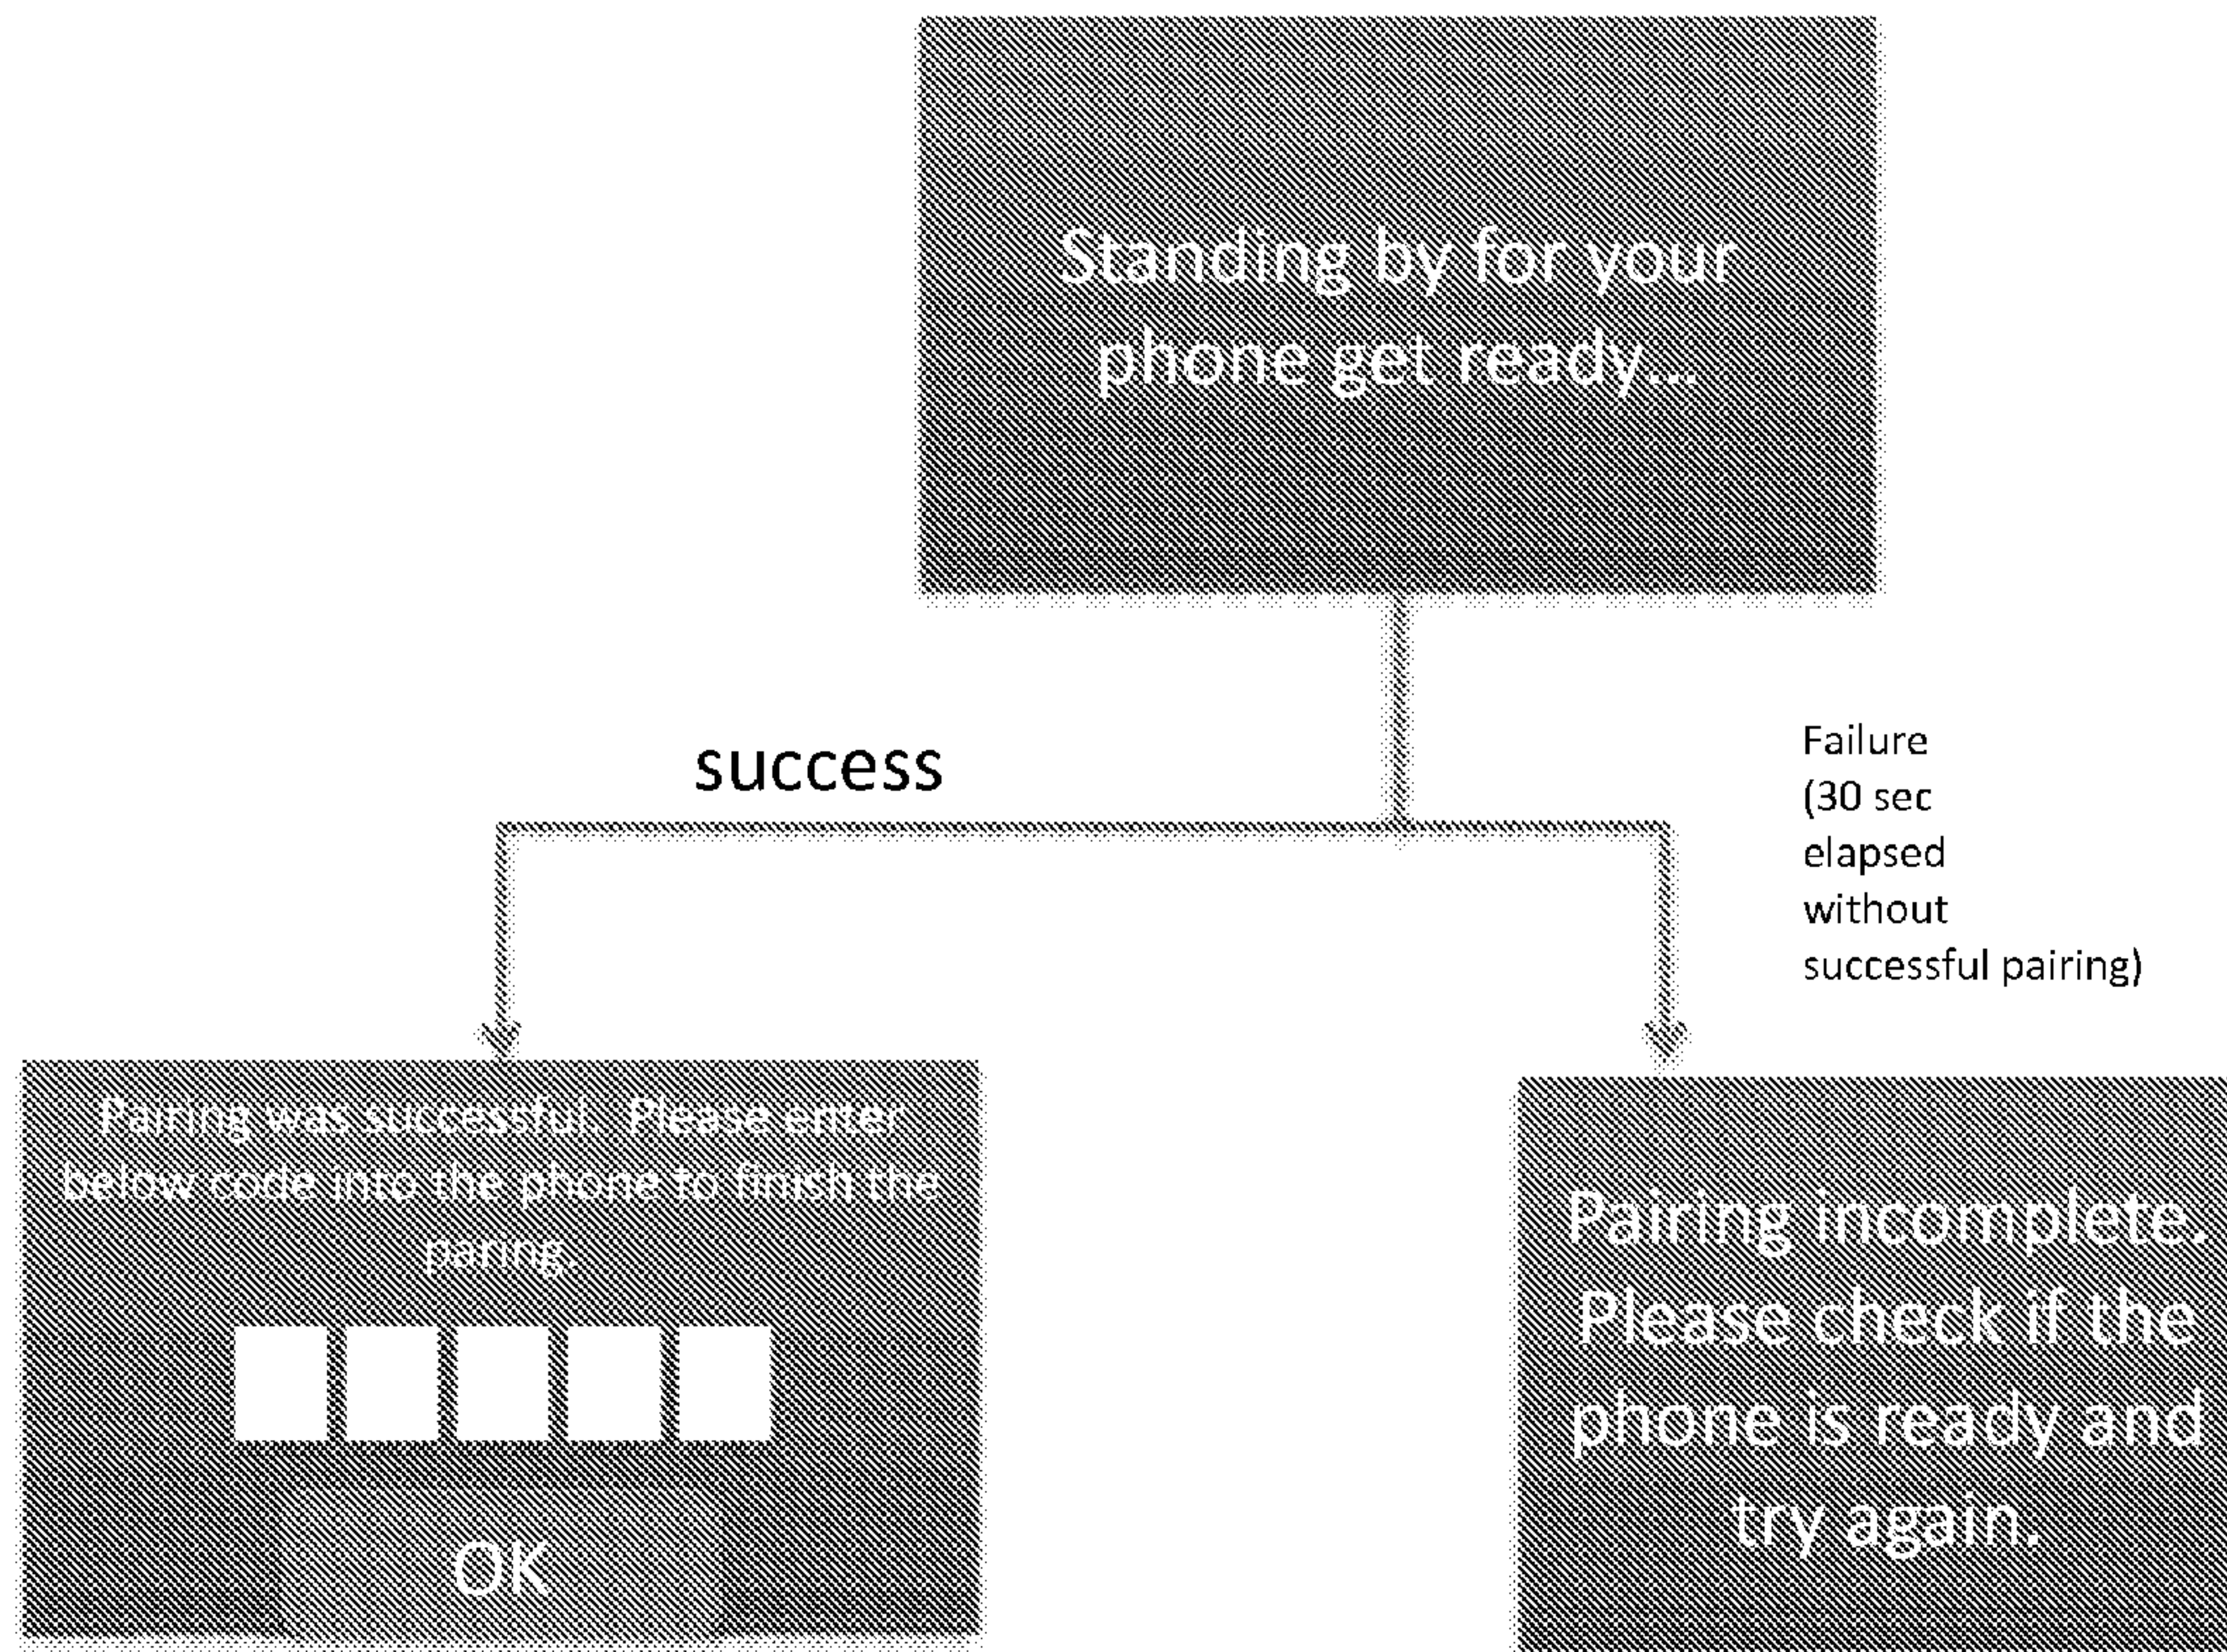 Standing by for your
phone get ready...
success
Failure
(30 sec
elapsed
without
successful pairing)
Pairing was successful. Please enter
below code into the phone to finish the
paring.
OK
Pairing incomplete.
Please check if the
phone is ready and
try again.